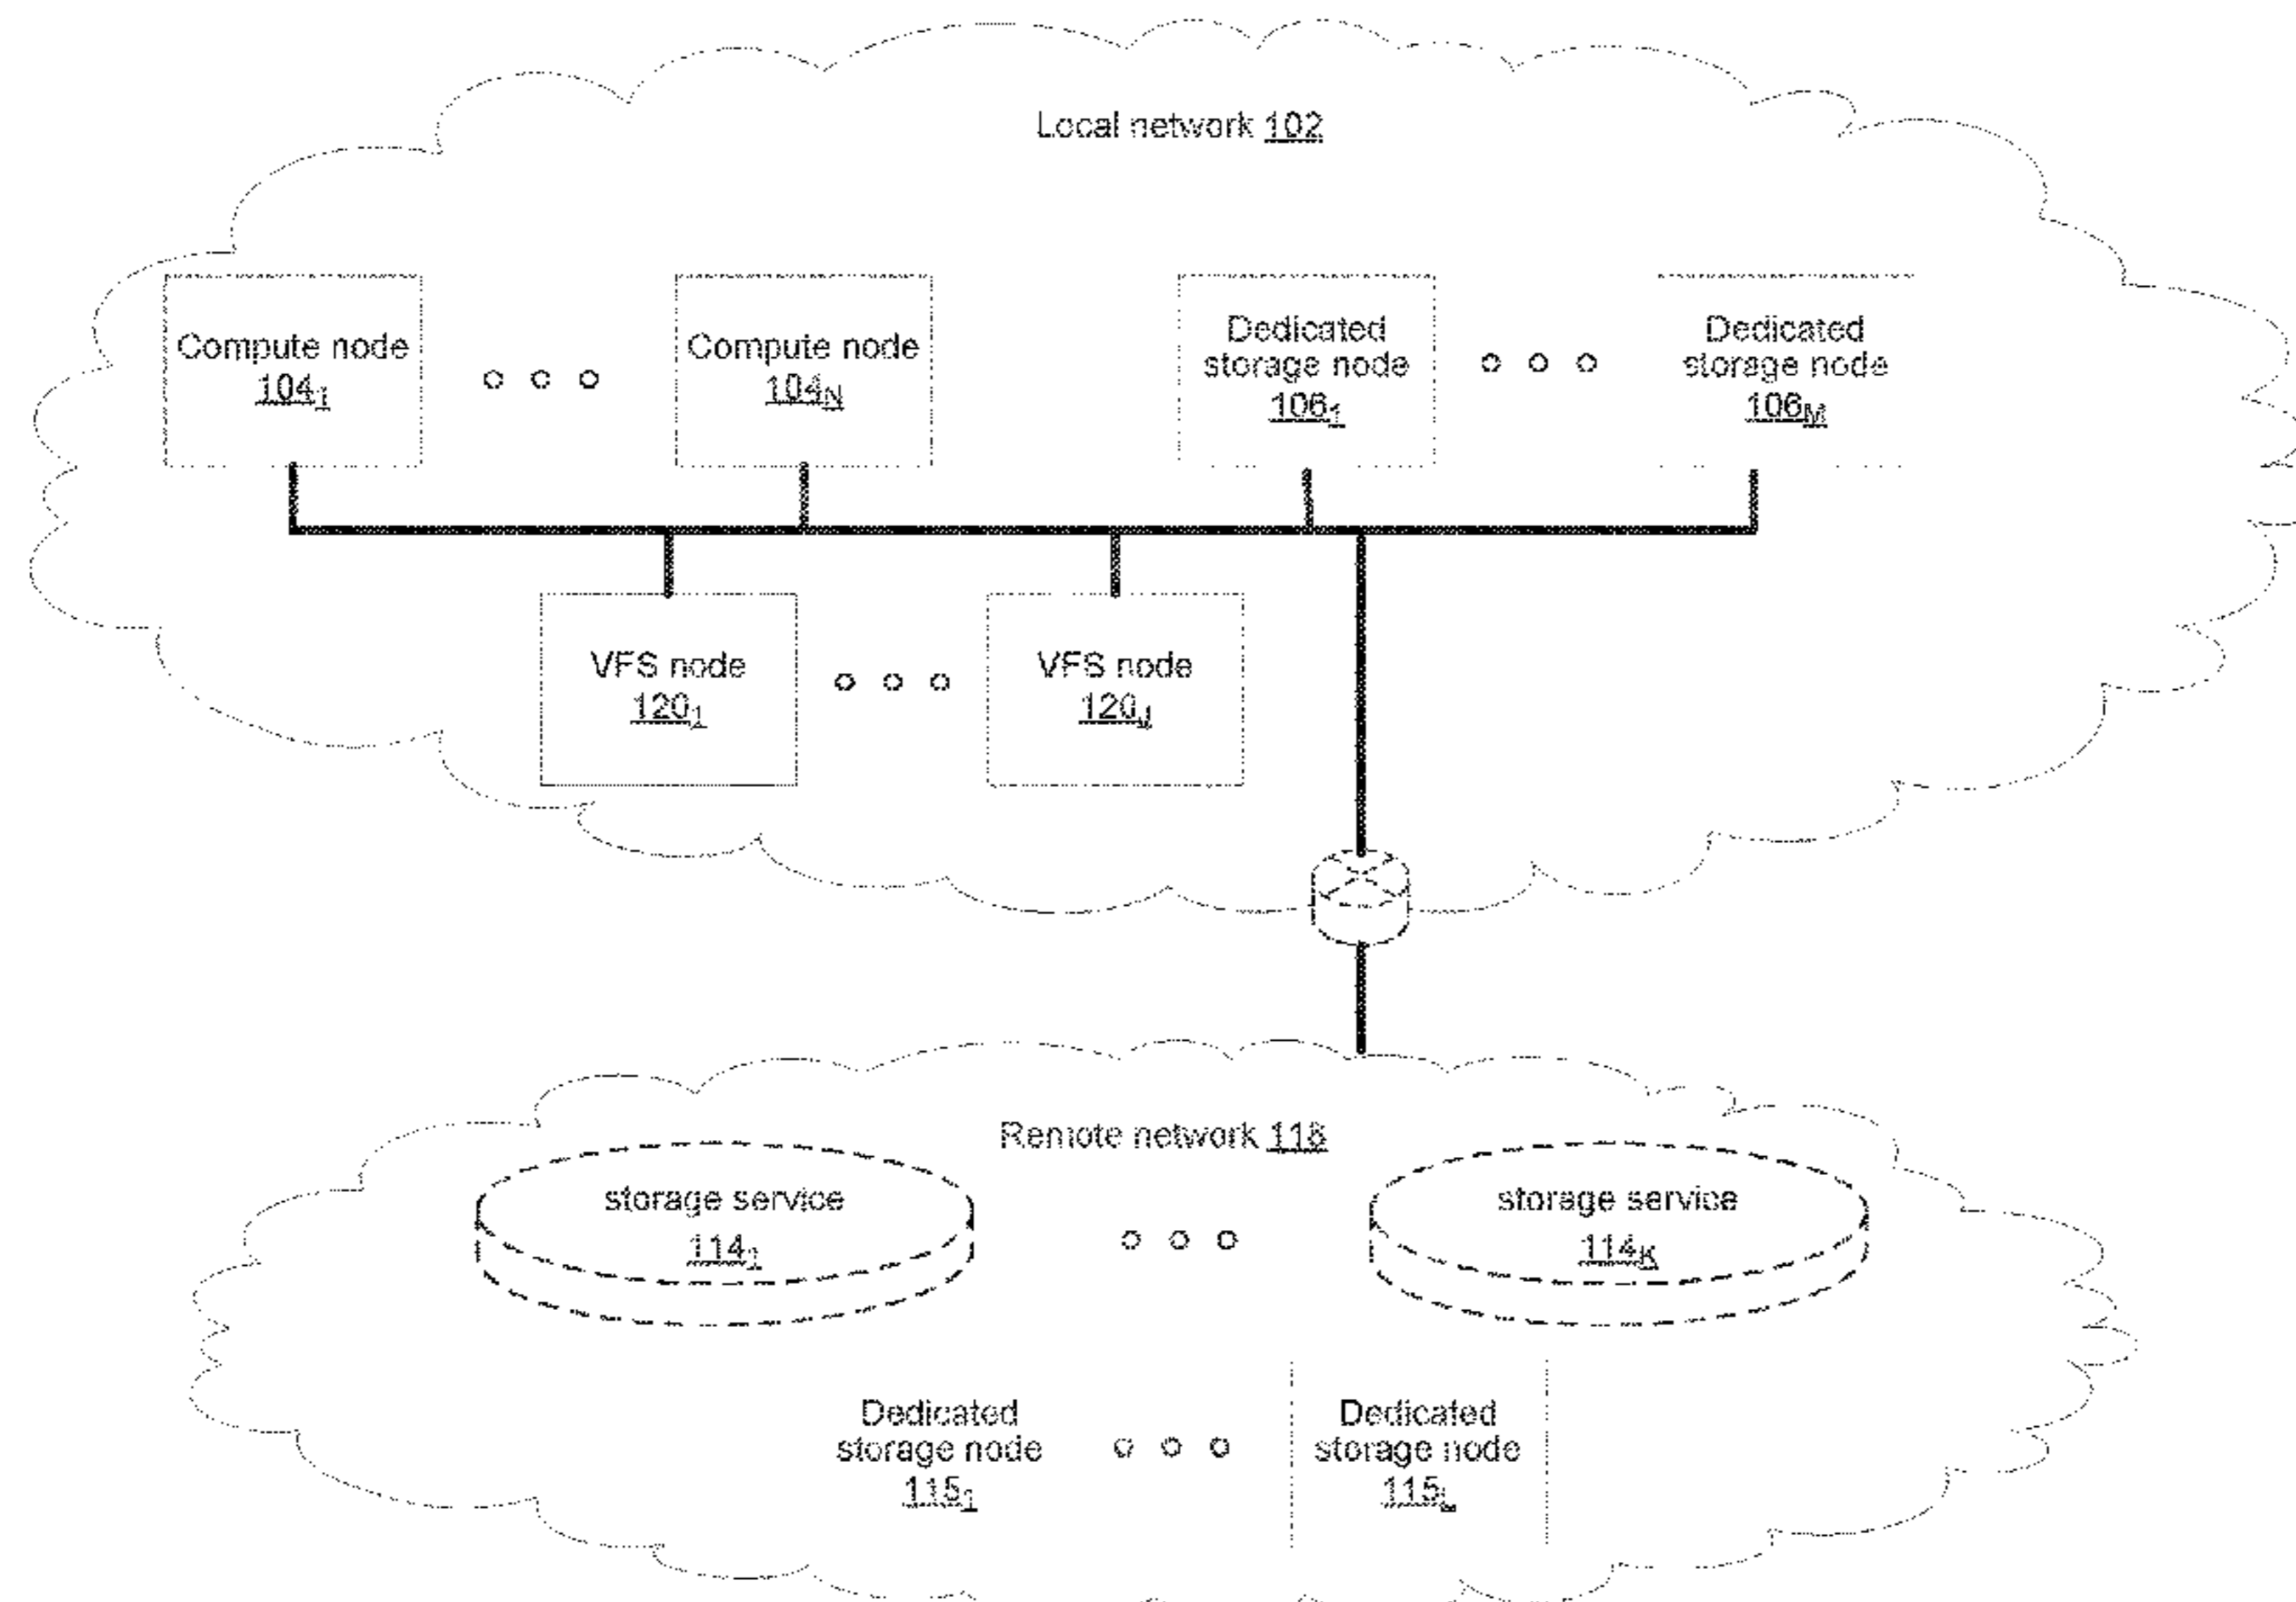 Local network 102
Compute node
104₁
Compute node
104N
Dedicated
storage node
106₁
Dedicated
storage node
106M
VFS node
120₁
VFS node
120J
Remote network 118
storage service
114₁
storage service
114K
Dedicated
storage node
115₁
Dedicated
storage node
115L